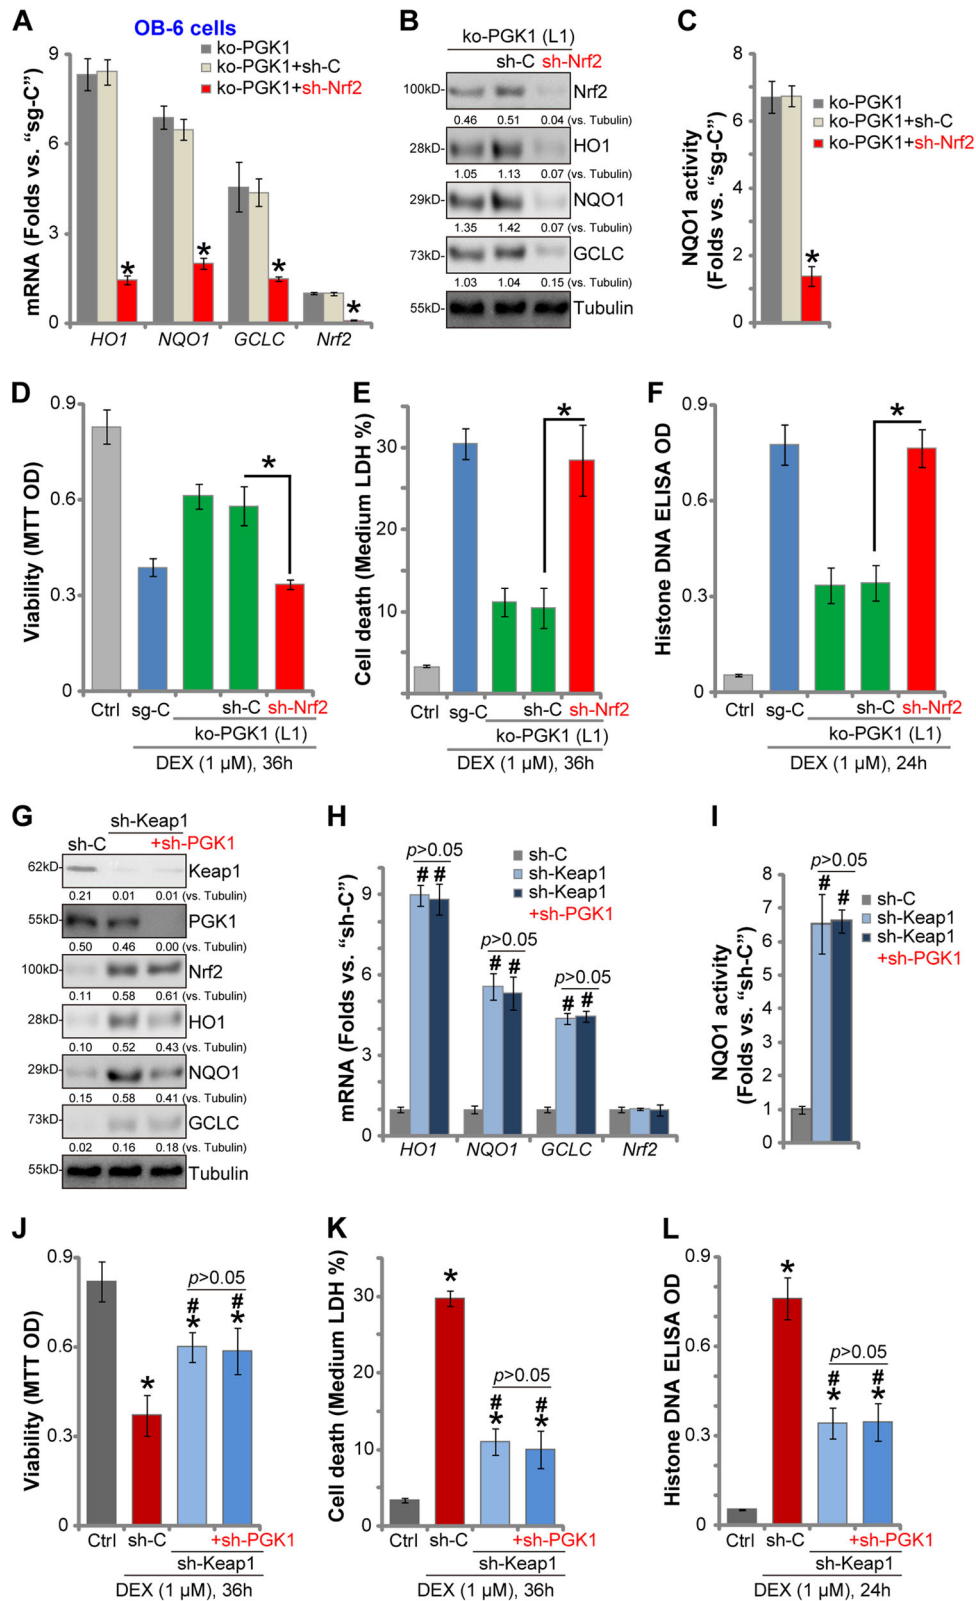 A
OB-6 cells
ko-PGK1
ko-PGK1+sh-C
ko-PGK1+sh-Nrf2
mRNA (Folds vs. “sg-C”)
9
6
3
0
* * * *
HO1 NQO1 GCLC Nrf2
B
ko-PGK1 (L1)
sh-C sh-Nrf2
100kD- Nrf2
0.46 0.51 0.04 (vs. Tubulin)
28kD- HO1
1.05 1.13 0.07 (vs. Tubulin)
29kD- NQO1
1.35 1.42 0.07 (vs. Tubulin)
73kD- GCLC
1.03 1.04 0.15 (vs. Tubulin)
55kD- Tubulin
C
ko-PGK1
ko-PGK1+sh-C
ko-PGK1+sh-Nrf2
NQO1 activity
(Folds vs. “sg-C”)
8
6
4
2
0
*
D
Viability (MTT OD)
0.9
0.6
0.3
0
*
Ctrl sg-C sh-C sh-Nrf2
ko-PGK1 (L1)
DEX (1 µM), 36h
E
Cell death (Medium LDH %)
30
20
10
*
Ctrl sg-C sh-C sh-Nrf2
ko-PGK1 (L1)
DEX (1 µM), 36h
F
Histone DNA ELISA OD
0.9
0.6
0.3
0
*
Ctrl sg-C sh-C sh-Nrf2
ko-PGK1 (L1)
DEX (1 µM), 24h
G
sh-Keap1
sh-C +sh-PGK1
62kD- Keap1
0.21 0.01 0.01 (vs. Tubulin)
55kD- PGK1
0.50 0.46 0.00 (vs. Tubulin)
100kD- Nrf2
0.11 0.58 0.61 (vs. Tubulin)
28kD- HO1
0.10 0.52 0.43 (vs. Tubulin)
29kD- NQO1
0.15 0.58 0.41 (vs. Tubulin)
73kD- GCLC
0.02 0.16 0.18 (vs. Tubulin)
55kD- Tubulin
H
sh-C
sh-Keap1
sh-Keap1
+sh-PGK1
mRNA (Folds vs. “sh-C”)
9
6
3
0
p>0.05
# #
p>0.05
# #
p>0.05
# #
HO1 NQO1 GCLC Nrf2
I
sh-C
sh-Keap1
sh-Keap1
+sh-PGK1
NQO1 activity
(Folds vs. “sh-C”)
8
7
6
5
4
3
2
1
0
p>0.05
# #
J
Viability (MTT OD)
0.9
0.6
0.3
0
p>0.05
# #
* * *
Ctrl sh-C +sh-PGK1
sh-Keap1
DEX (1 µM), 36h
K
Cell death (Medium LDH %)
30
20
10
0
*
p>0.05
# #
* *
Ctrl sh-C +sh-PGK1
sh-Keap1
DEX (1 µM), 36h
L
Histone DNA ELISA OD
0.9
0.6
0.3
0
*
p>0.05
# #
* *
Ctrl sh-C +sh-PGK1
sh-Keap1
DEX (1 µM), 24h